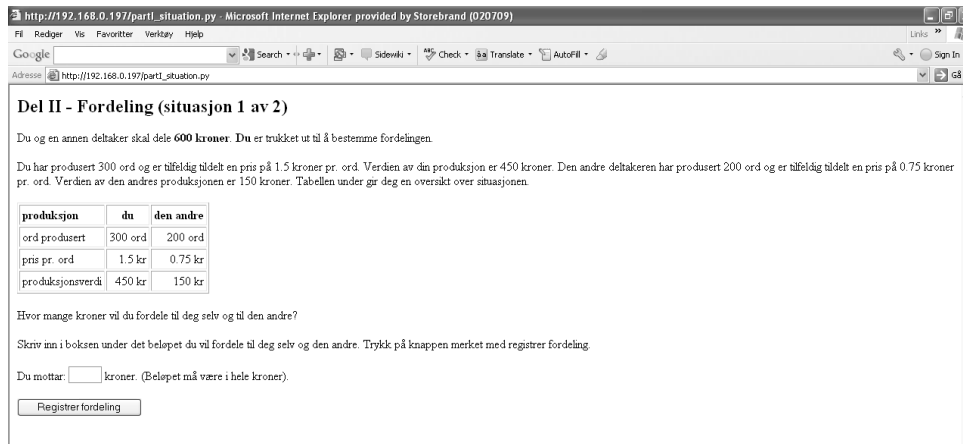 http://192.168.0.197/partI_situation.py - Microsoft Internet Explorer provided by Storebrand (020709)
Fil Rediger Vis Favoritter Verktøy Hjelp Links »
Google Search Sidewiki Check Translate AutoFill Sign In
Adresse http://192.168.0.197/partI_situation.py Gå
Del II - Fordeling (situasjon 1 av 2)
Du og en annen deltaker skal dele 600 kroner. Du er trukket ut til å bestemme fordelingen.
Du har produsert 300 ord og er tilfeldig tildelt en pris på 1.5 kroner pr. ord. Verdien av din produksjon er 450 kroner. Den andre deltakeren har produsert 200 ord og er tilfeldig tildelt en pris på 0.75 kroner
pr. ord. Verdien av den andres produksjonen er 150 kroner. Tabellen under gir deg en oversikt over situasjonen.
produksjon du den andre
ord produsert 300 ord 200 ord
pris pr. ord 1.5 kr 0.75 kr
produksjonsverdi 450 kr 150 kr
Hvor mange kroner vil du fordele til deg selv og til den andre?
Skriv inn i boksen under det beløpet du vil fordele til deg selv og den andre. Trykk på knappen merket med registrer fordeling.
Du mottar: kroner. (Beløpet må være i hele kroner).
Registrer fordeling